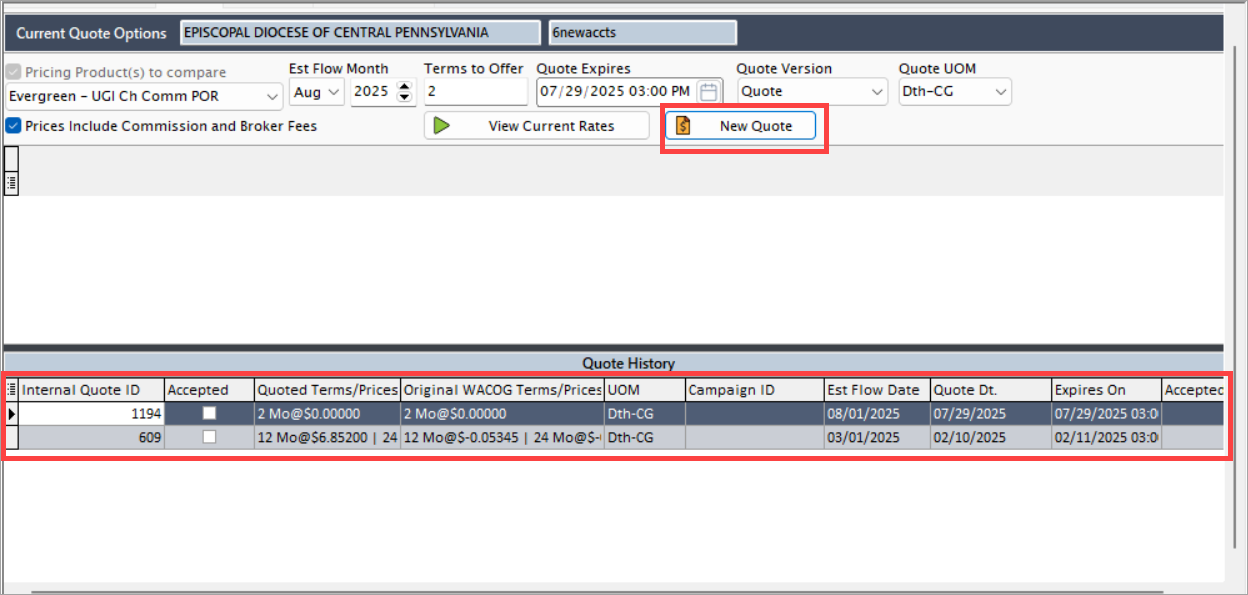 Current Quote Options EPISCOPAL DIOCESE OF CENTRAL PENNSYLVANIA 6newaccts
Pricing Product(s) to compare Est Flow Month Terms to Offer Quote Expires Quote Version Quote UOM
Evergreen - UGI Ch Comm POR Aug 2025 2 07/29/2025 03:00 PM Quote Dth-CG
Prices Include Commission and Broker Fees View Current Rates New Quote
Quote History
Internal Quote ID Accepted Quoted Terms/Prices Original WACOG Terms/Prices UOM Campaign ID Est Flow Date Quote Dt. Expires On Accepted
1194 2 Mo@$0.00000 2 Mo@$0.00000 Dth-CG 08/01/2025 07/29/2025 07/29/2025 03:0
609 12 Mo@$6.85200 | 24 12 Mo@$-0.05345 | 24 Mo@$- Dth-CG 03/01/2025 02/10/2025 02/11/2025 03:0